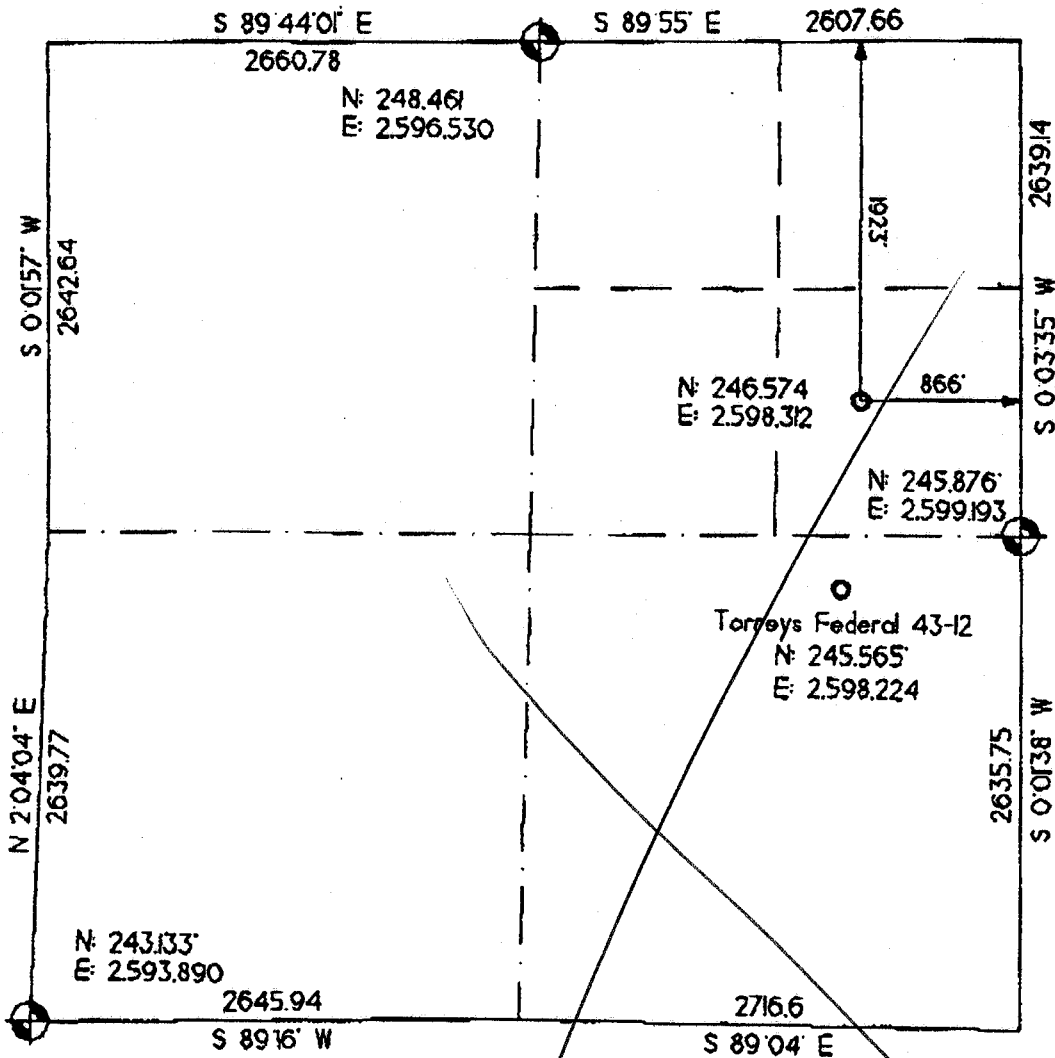 S 89°44'01" E
2660.78
S 89°55' E
2607.66
N: 248,461
E: 2,596,530
S 0°01'57" W
2642.64
2639.14
1923'
S 0°03'35" W
N: 246,574
E: 2,598,312
866'
N: 245,876'
E: 2,599,193
Torreys Federal 43-12
N: 245,565'
E: 2,598,224
N 2°04'04" E
2639.77
2635.75
S 0°01'38" W
N: 243,133'
E: 2,593,890
2645.94
S 89°16' W
2716.6
S 89°04' E